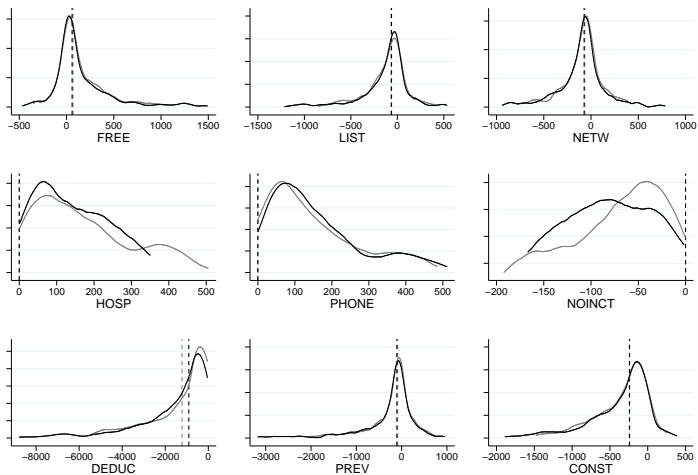 -500 0 500 1000 1500
FREE
-1500 -1000 -500 0 500
LIST
-1000 -500 0 500 1000
NETW
0 100 200 300 400 500
HOSP
0 100 200 300 400 500
PHONE
-200 -150 -100 -50 0
NOINCT
-8000 -6000 -4000 -2000 0
DEDUC
-3000 -2000 -1000 0 1000
PREV
-2000 -1500 -1000 -500 0 500
CONST